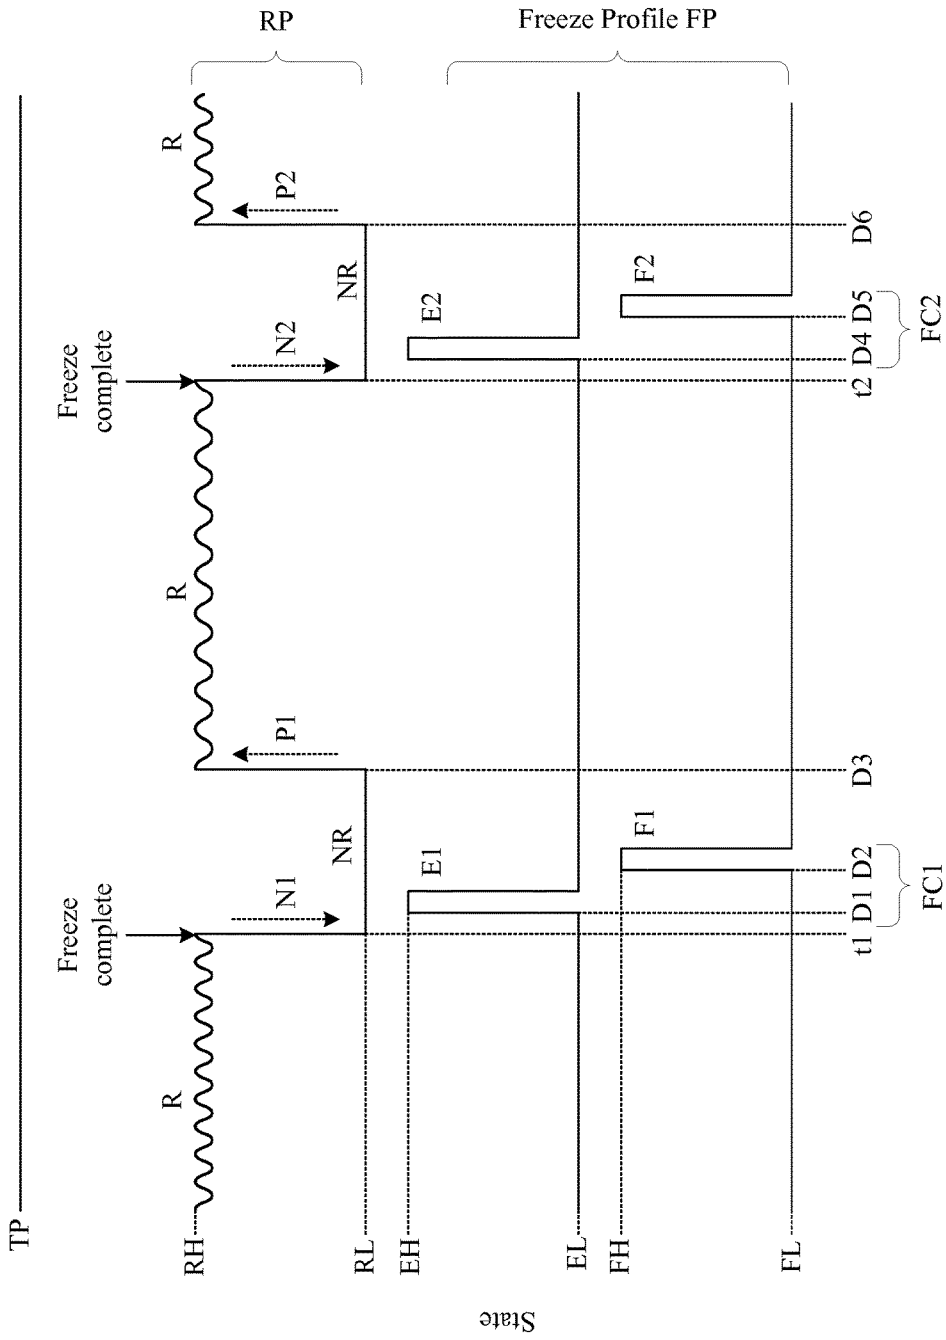 RP
Freeze Profile FP
R
P2
NR
N2
Freeze
complete
E2
F2
D6
D5
D4
t2
FC2
R
P1
D3
NR
N1
Freeze
complete
E1
F1
D2
D1
t1
FC1
R
TP
RH
RL
EH
EL
FH
FL
State